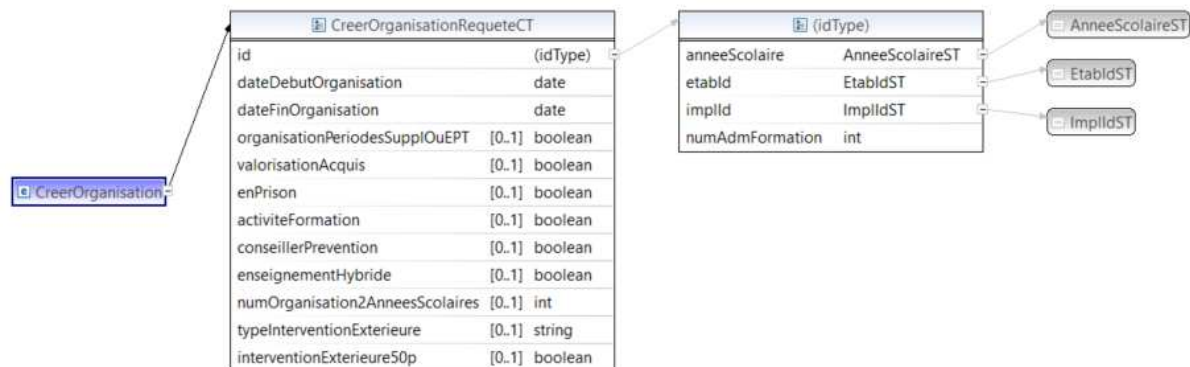 CreerOrganisationRequeteCT
id (idType)
dateDebutOrganisation date
dateFinOrganisation date
organisationPeriodesSupplOuEPT [0..1] boolean
valorisationAcquis [0..1] boolean
enPrison [0..1] boolean
activiteFormation [0..1] boolean
conseillerPrevention [0..1] boolean
enseignementHybride [0..1] boolean
numOrganisation2AnneesScolaires [0..1] int
typeInterventionExterieure [0..1] string
interventionExterieure50p [0..1] boolean
CreerOrganisation
(idType)
anneeScolaire AnneeScolaireST
etabId EtabIdST
implId ImplIdST
numAdmFormation int
AnneeScolaireST
EtabIdST
ImplIdST